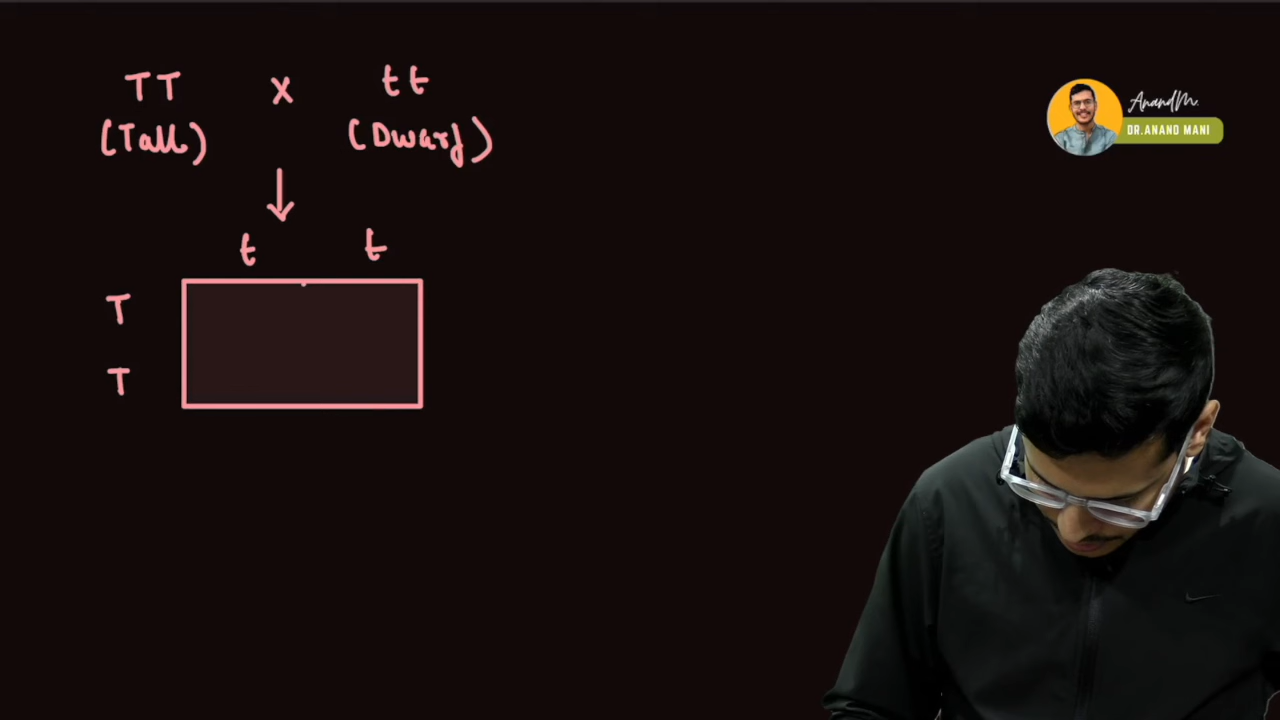 TT x tt
(Tall) (Dwarf)
t t
T
T
AnandM.
DR.ANAND MANI